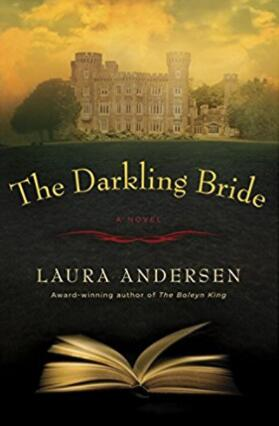 The Darkling Bride
A NOVEL
LAURA ANDERSEN
Award-winning author of The Boleyn King